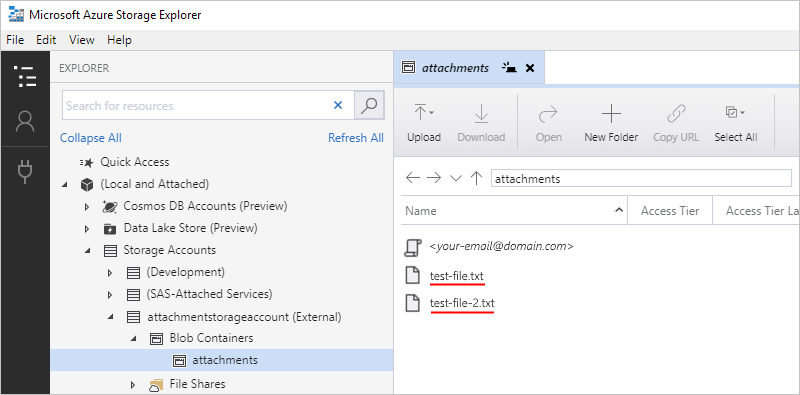 Microsoft Azure Storage Explorer
File Edit View Help
EXPLORER
Search for resources
Collapse All Refresh All
Quick Access
(Local and Attached)
Cosmos DB Accounts (Preview)
Data Lake Store (Preview)
Storage Accounts
(Development)
(SAS-Attached Services)
attachmentstorageaccount (External)
Blob Containers
attachments
File Shares
attachments
Upload Download Open New Folder Copy URL Select All
attachments
Name Access Tier Access Tier La
<your-email@domain.com>
test-file.txt
test-file-2.txt